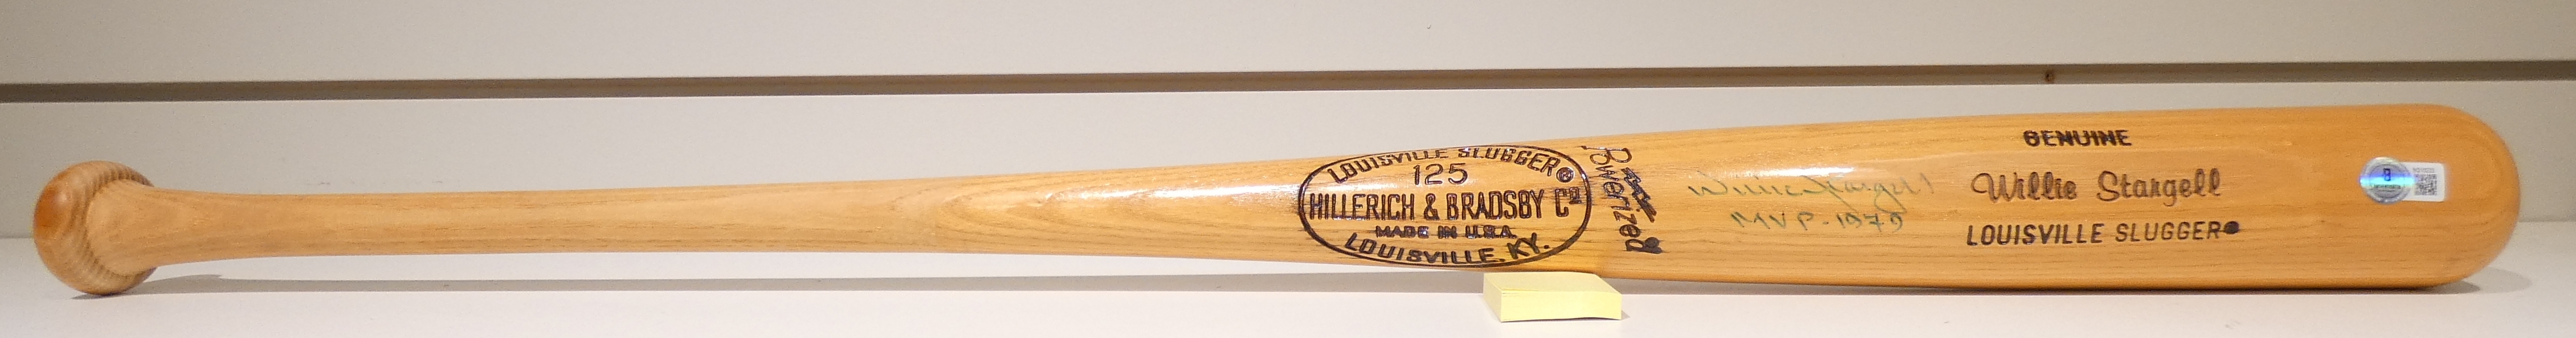 LOUISVILLE SLUGGER®
125
HILLERICH & BRADSBY Cº
MADE IN U.S.A.
LOUISVILLE, KY.
Powerized
Willie Stargell
MVP-1979
GENUINE
Willie Stargell
LOUISVILLE SLUGGER®